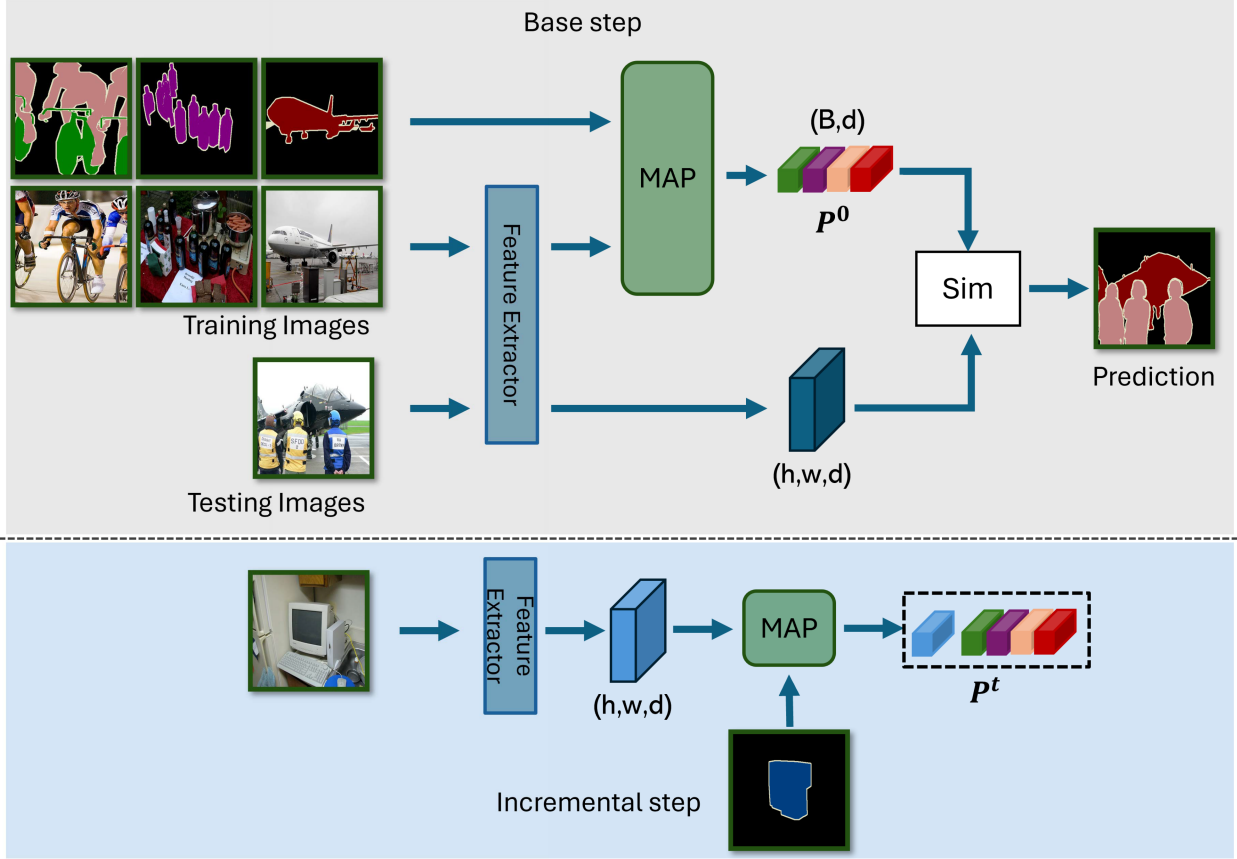 Base step
(B,d)
MAP
P⁰
Feature Extractor
Sim
Training Images
Prediction
(h,w,d)
Testing Images
Feature
Extractor
MAP
(h,w,d)
Pᵗ
Incremental step